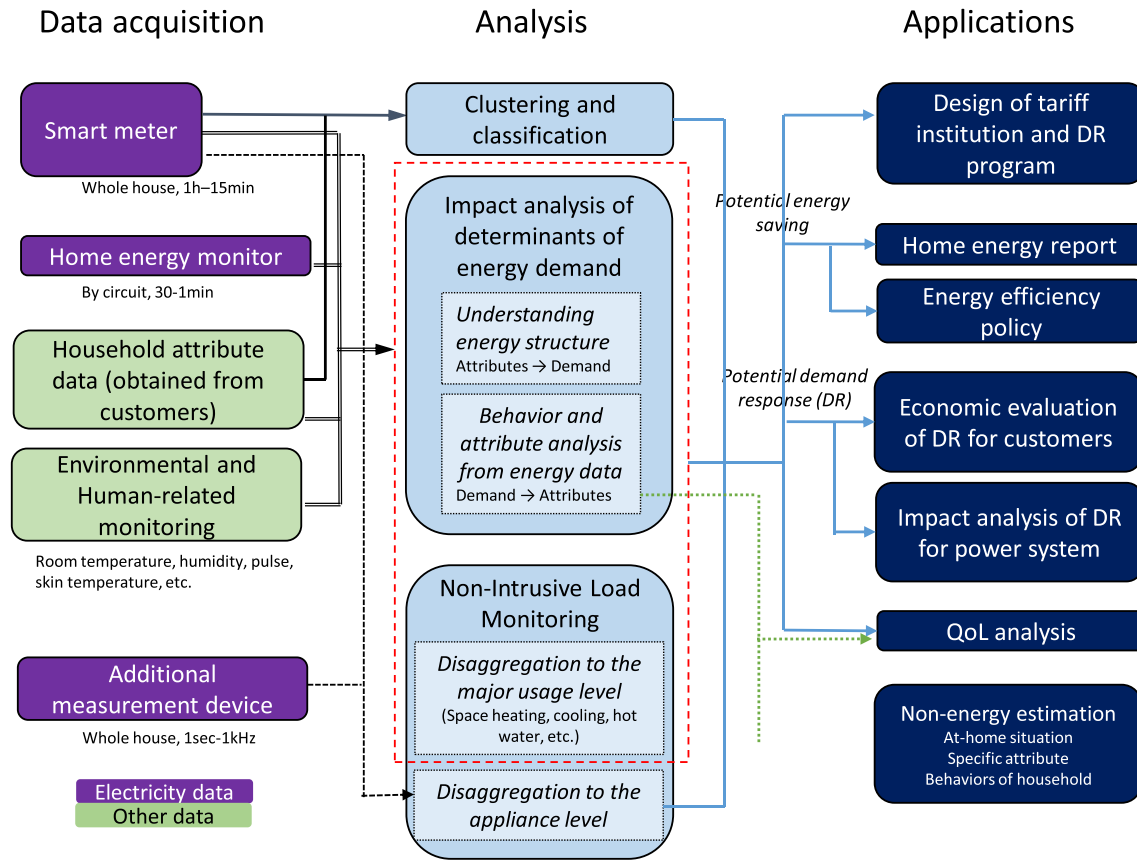 Data acquisition
Analysis
Applications
Smart meter
Whole house, 1h–15min
Home energy monitor
By circuit, 30-1min
Household attribute
data (obtained from
customers)
Environmental and
Human-related
monitoring
Room temperature, humidity, pulse,
skin temperature, etc.
Additional
measurement device
Whole house, 1sec-1kHz
Electricity data
Other data
Clustering and
classification
Impact analysis of
determinants of
energy demand
Understanding
energy structure
Attributes → Demand
Behavior and
attribute analysis
from energy data
Demand → Attributes
Non-Intrusive Load
Monitoring
Disaggregation to the
major usage level
(Space heating, cooling, hot
water, etc.)
Disaggregation to the
appliance level
Potential energy
saving
Potential demand
response (DR)
Design of tariff
institution and DR
program
Home energy report
Energy efficiency
policy
Economic evaluation
of DR for customers
Impact analysis of DR
for power system
QoL analysis
Non-energy estimation
At-home situation
Specific attribute
Behaviors of household